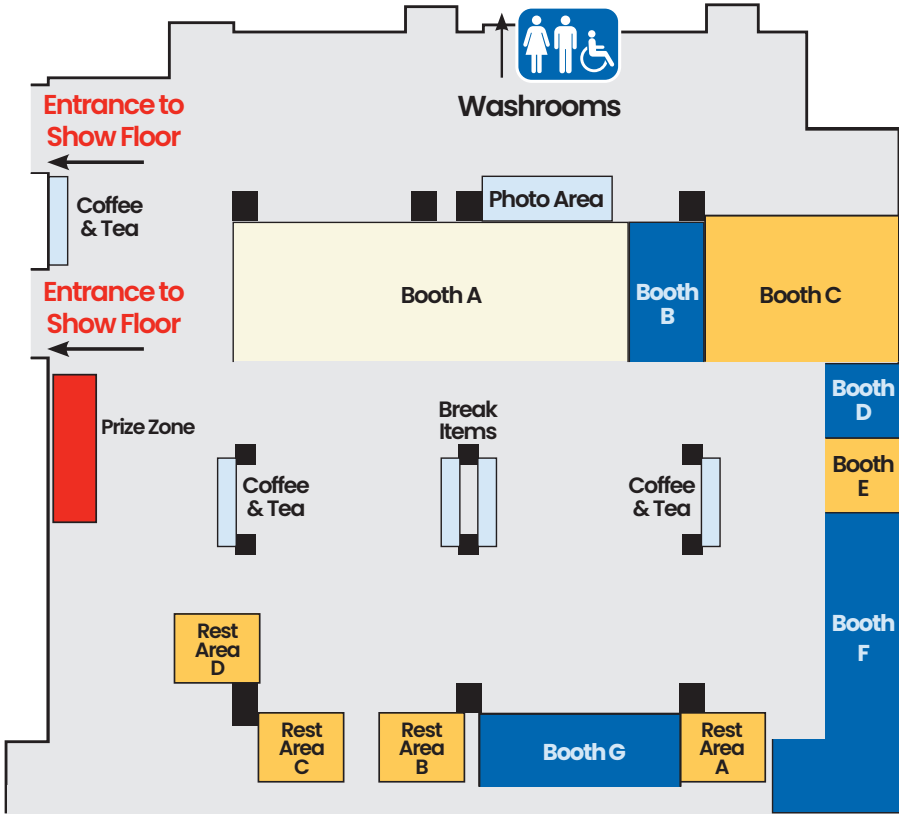 Washrooms
Entrance to
Show Floor
Coffee
& Tea
Photo Area
Entrance to
Show Floor
Booth A
Booth
B
Booth C
Prize Zone
Break
Items
Booth
D
Booth
E
Coffee
& Tea
Coffee
& Tea
Booth
F
Rest
Area
D
Rest
Area
C
Rest
Area
B
Booth G
Rest
Area
A